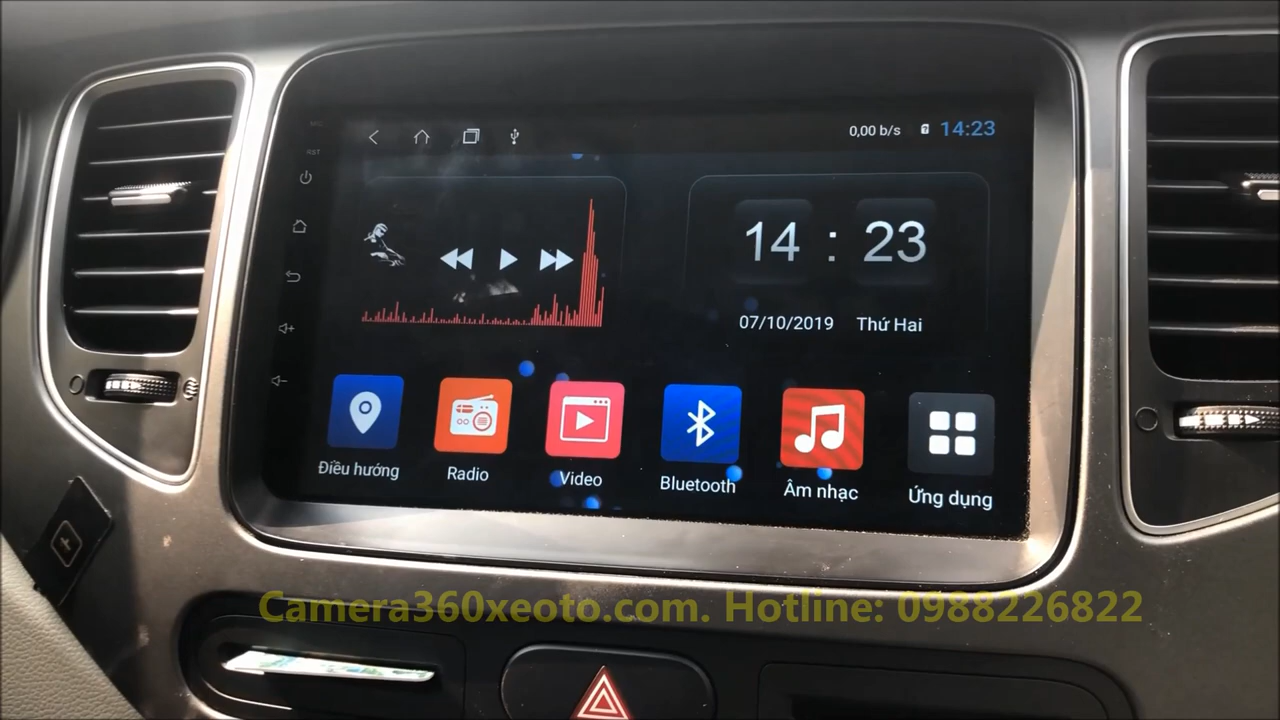 0,00 b/s 14:23
RST
14 : 23
07/10/2019 Thứ Hai
Điều hướng Radio Video Bluetooth Âm nhạc Ứng dụng
Camera360xeoto.com. Hotline: 0988226822